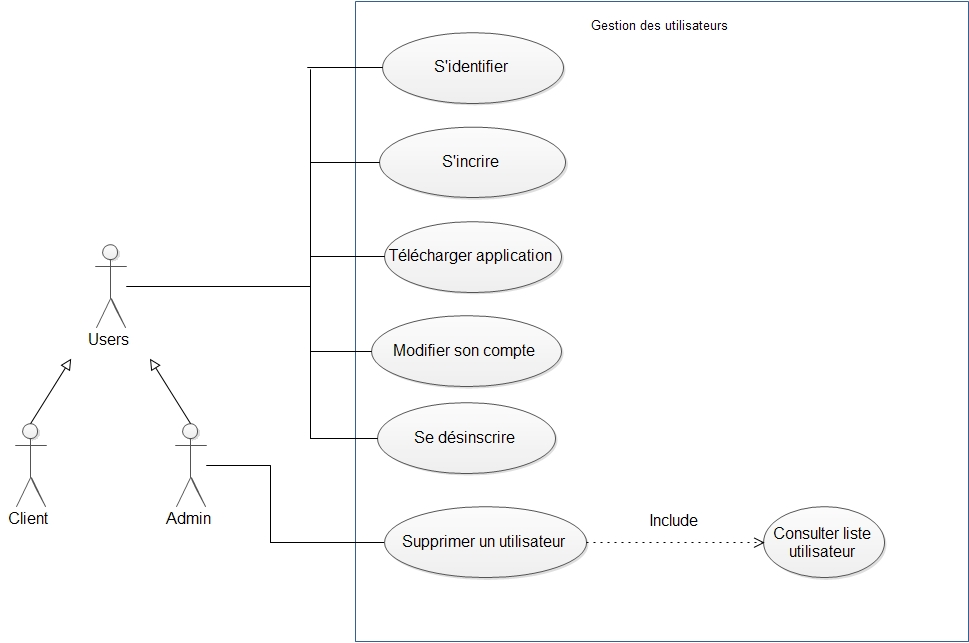 Gestion des utilisateurs
S'identifier
S'incrire
Télécharger application
Users
Modifier son compte
Se désinscrire
Client
Admin
Supprimer un utilisateur
Include
Consulter liste
utilisateur